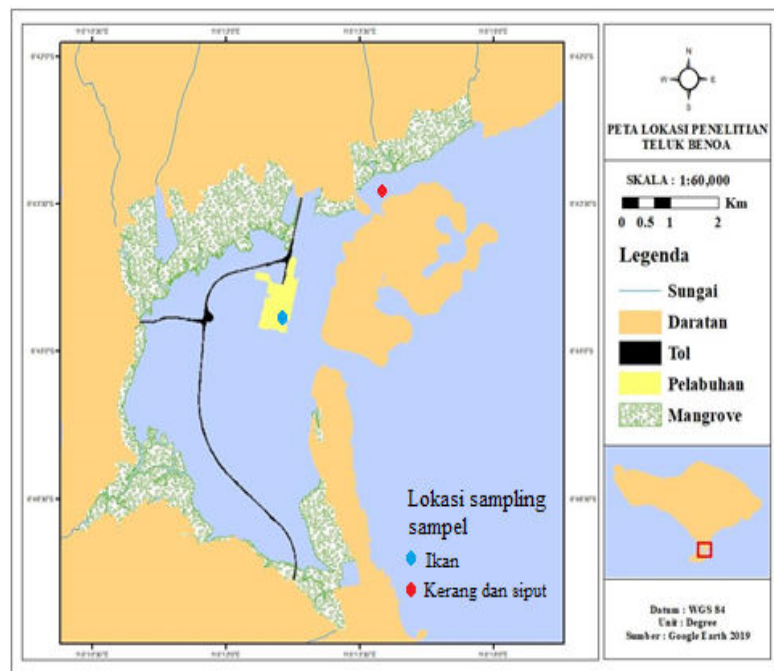 N
W E
S
PETA LOKASI PENELITIAN
TELUK BENOA
SKALA : 1:60,000
Km
0 0.5 1 2
Legenda
Sungai
Daratan
Tol
Pelabuhan
Mangrove
Lokasi sampling
sampel
Ikan
Kerang dan siput
Datum : WGS 84
Unit : Degree
Sumber : Google Earth 2019